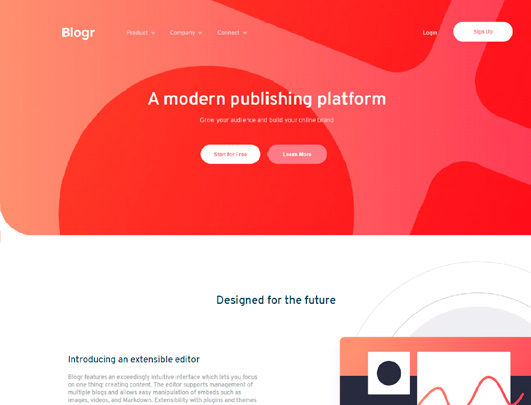 Blogr
Product
Company
Connect
Login
Sign Up
A modern publishing platform
Grow your audience and build your online brand
Start for Free
Learn More
Designed for the future
Introducing an extensible editor
Blogr features an exceedingly intuitive interface which lets you focus
on one thing: creating content. The editor supports management of
multiple blogs and allows easy manipulation of embeds such as
images, videos, and Markdown. Extensibility with plugins and themes